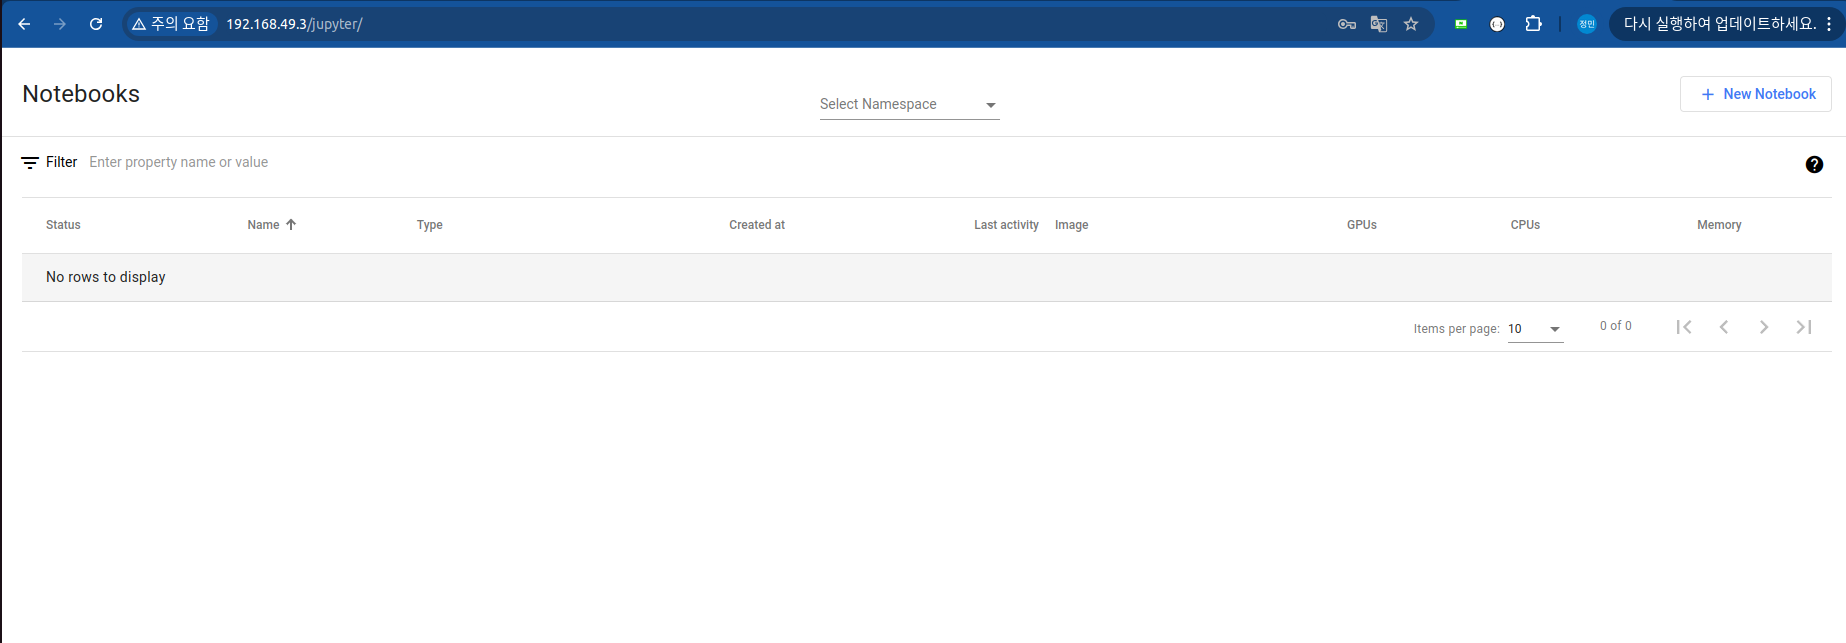 주의 요함 192.168.49.3/jupyter/ 정민 다시 실행하여 업데이트하세요.
Notebooks
Select Namespace
+ New Notebook
Filter Enter property name or value
Status Name Type Created at Last activity Image GPUs CPUs Memory
No rows to display
Items per page: 10 0 of 0